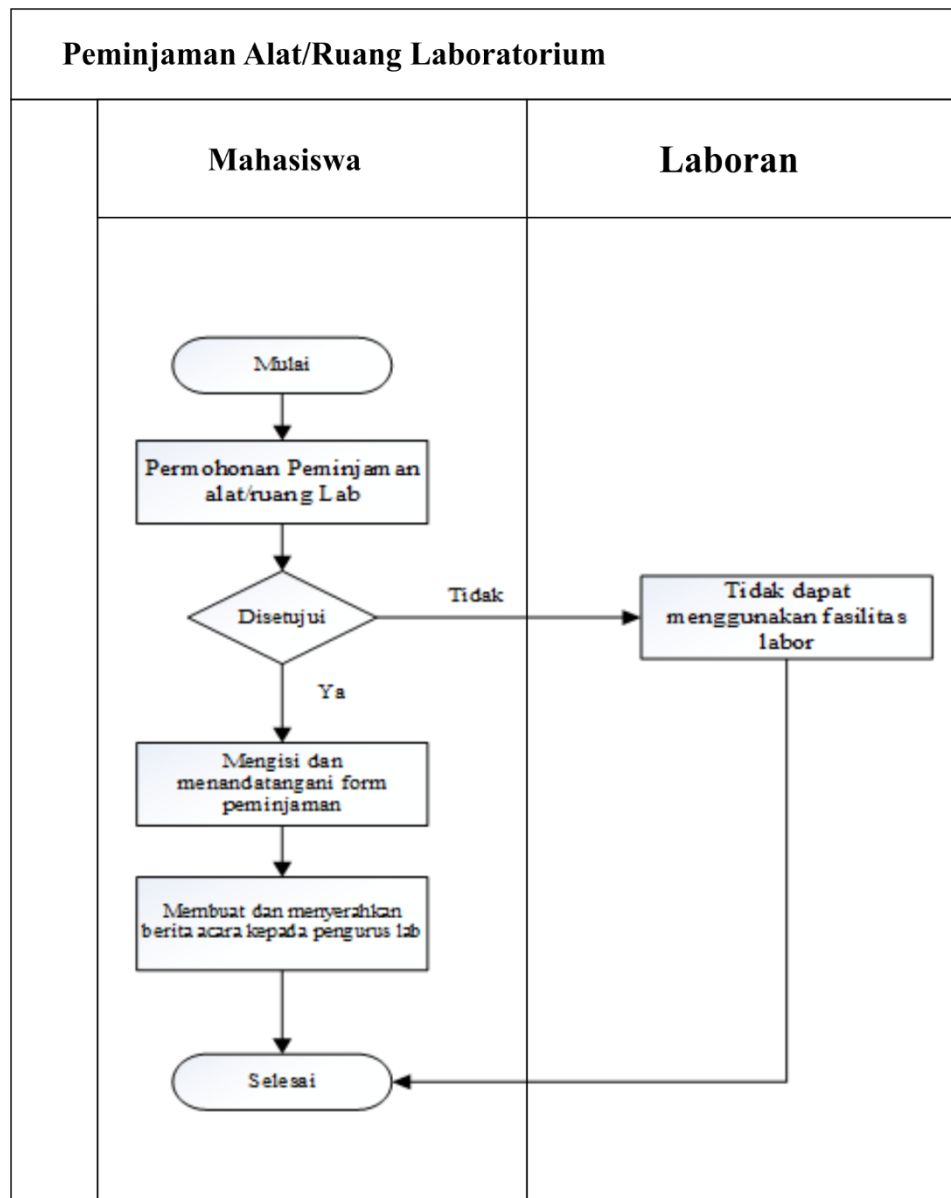 Peminjaman Alat/Ruang Laboratorium
Mahasiswa
Laboran
Mulai
Permohonan Peminjaman
alat/ruang Lab
Disetujui
Tidak
Tidak dapat
menggunakan fasilitas
labor
Ya
Mengisi dan
menandatangani form
peminjaman
Membuat dan menyerahkan
berita acara kepada pengurus lab
Selesai